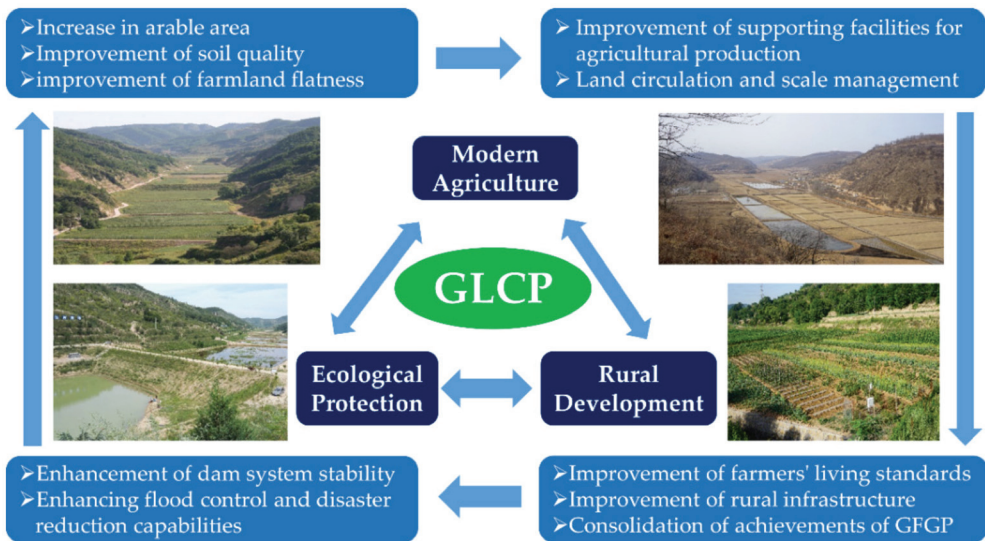 ➢Increase in arable area
➢Improvement of soil quality
➢improvement of farmland flatness
➢Improvement of supporting facilities for
agricultural production
➢Land circulation and scale management
Modern
Agriculture
GLCP
Ecological
Protection
Rural
Development
➢Enhancement of dam system stability
➢Enhancing flood control and disaster
reduction capabilities
➢Improvement of farmers' living standards
➢Improvement of rural infrastructure
➢Consolidation of achievements of GFGP